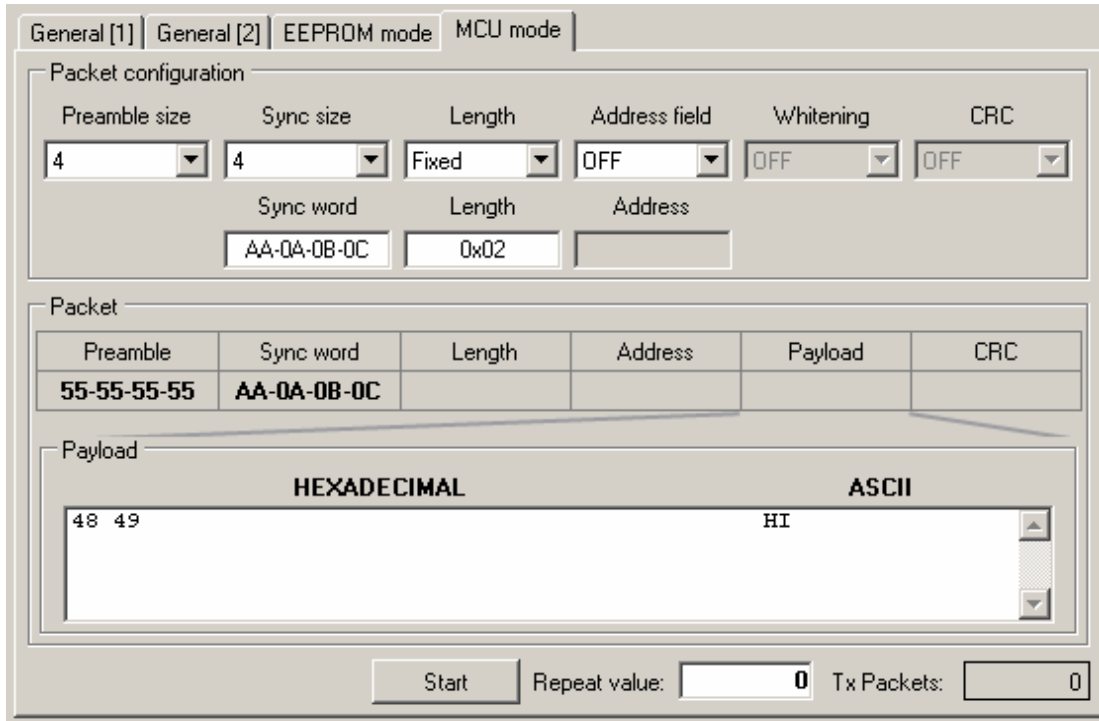 General [1] General [2] EEPROM mode MCU mode
Packet configuration
Preamble size Sync size Length Address field Whitening CRC
4 4 Fixed OFF OFF OFF
Sync word Length Address
AA-0A-0B-0C 0x02
Packet
Preamble Sync word Length Address Payload CRC
55-55-55-55 AA-0A-0B-0C
Payload
HEXADECIMAL ASCII
48 49 HI
Start Repeat value: 0 Tx Packets: 0